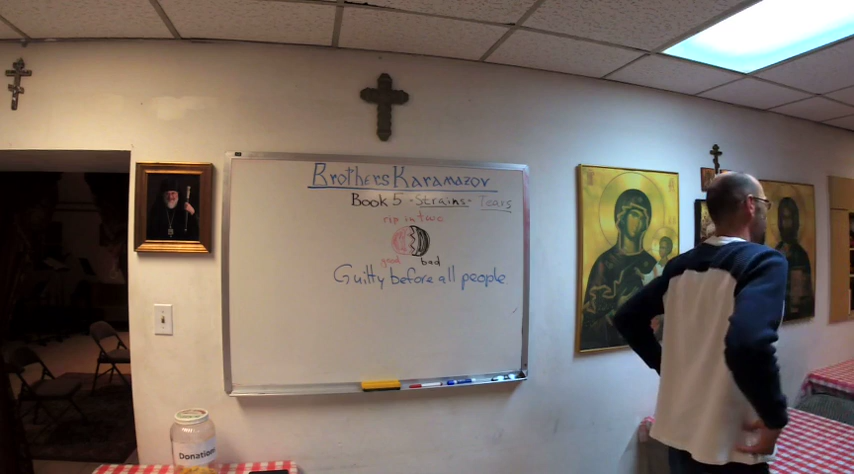 Brothers Karamazov
Book 5 - Strains - Tears
rip in two
good bad
Guilty before all people
Donations